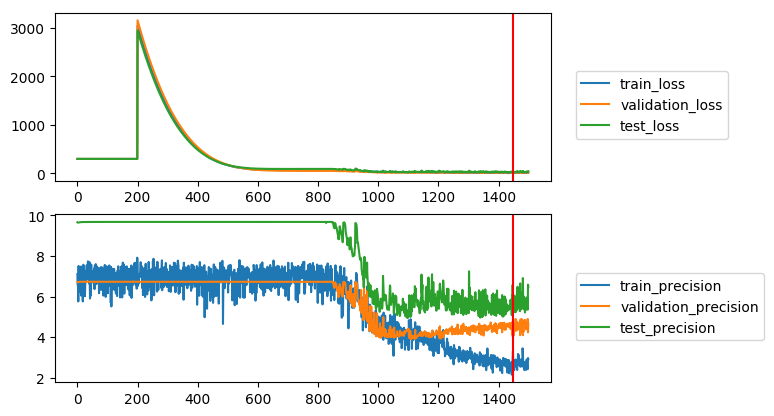 3000
2000
1000
0
0 200 400 600 800 1000 1200 1400
train_loss
validation_loss
test_loss
10
8
6
4
2
0 200 400 600 800 1000 1200 1400
train_precision
validation_precision
test_precision